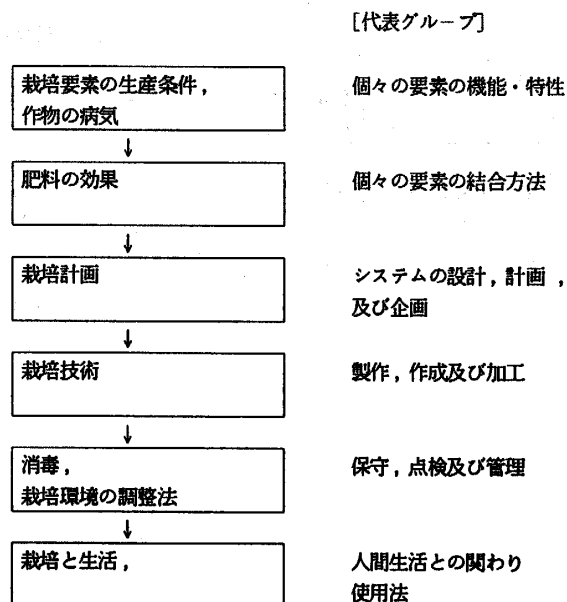 [代表グループ]
栽培要素の生産条件,
作物の病気
個々の要素の機能・特性
↓
肥料の効果
個々の要素の結合方法
↓
栽培計画
システムの設計,計画,
及び企画
↓
栽培技術
製作,作成及び加工
↓
消毒,
栽培環境の調整法
保守,点検及び管理
↓
栽培と生活,
人間生活との関わり
使用法